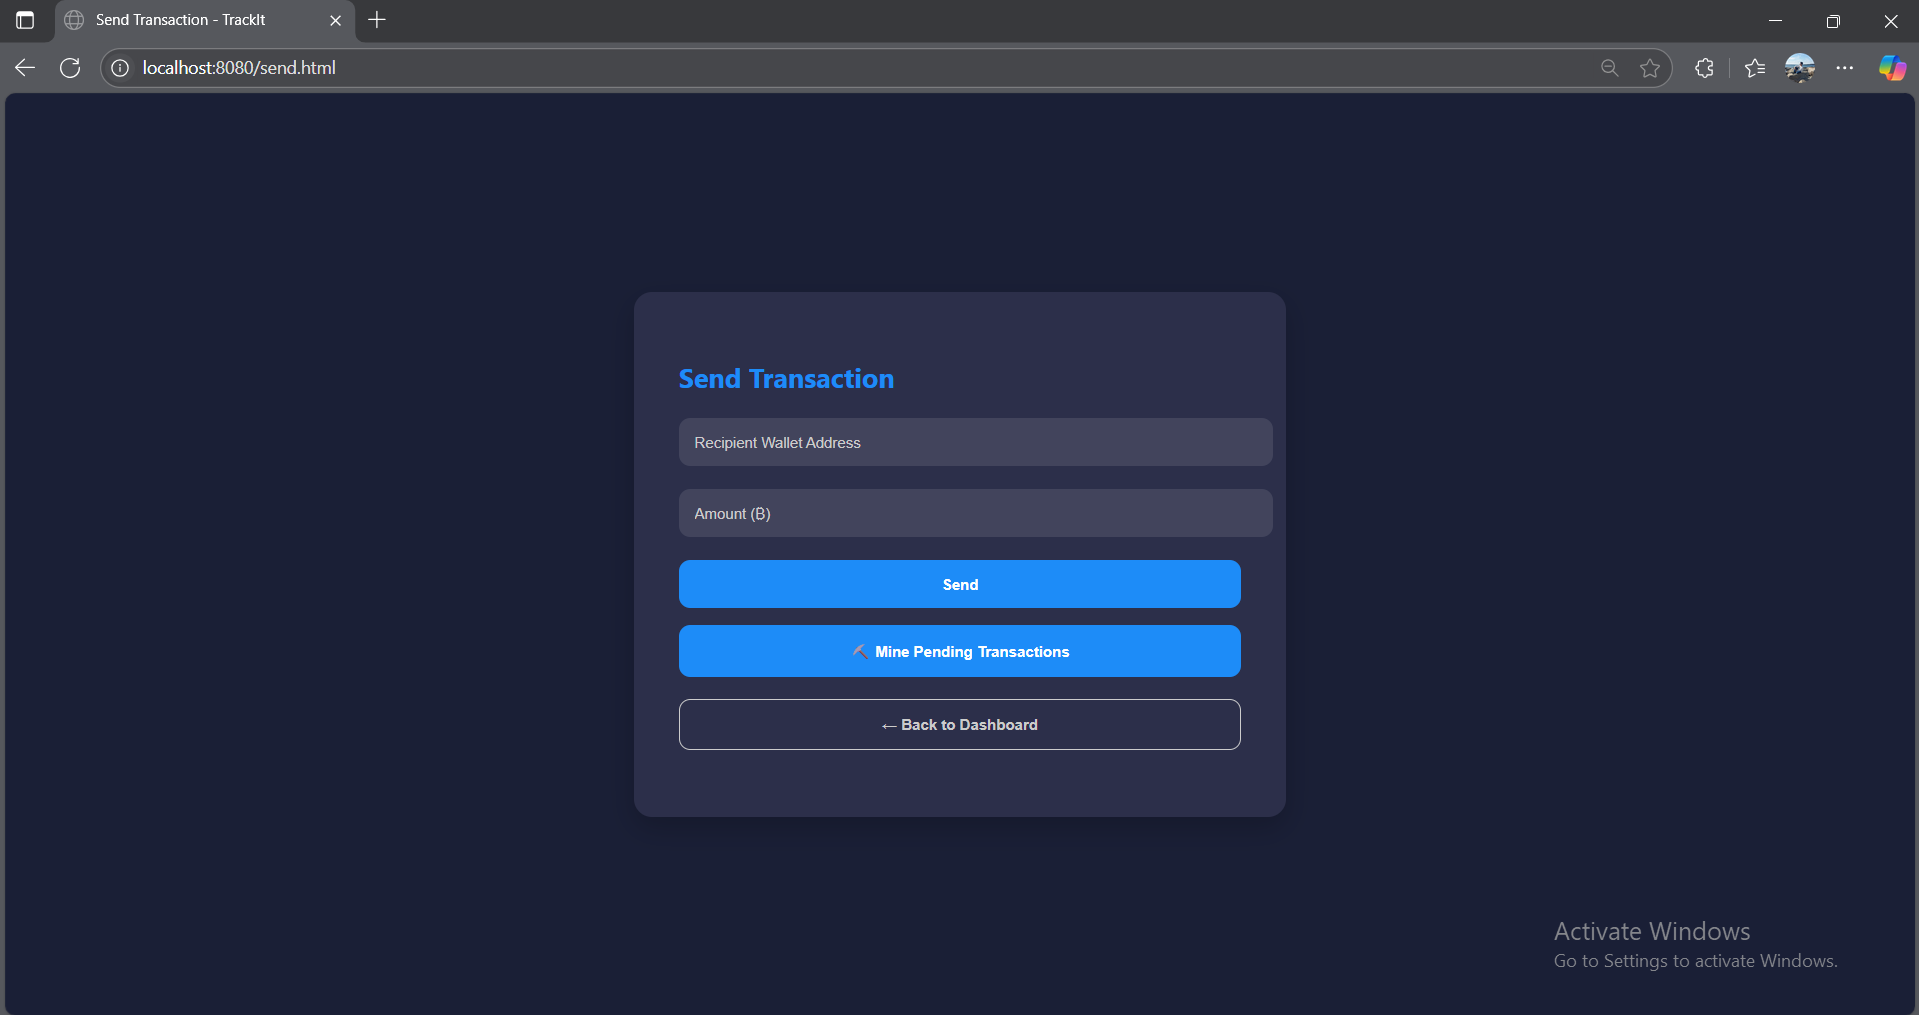 Send Transaction - TrackIt
localhost:8080/send.html
Send Transaction
Recipient Wallet Address
Amount (₿)
Send
⛏️ Mine Pending Transactions
← Back to Dashboard
Activate Windows
Go to Settings to activate Windows.